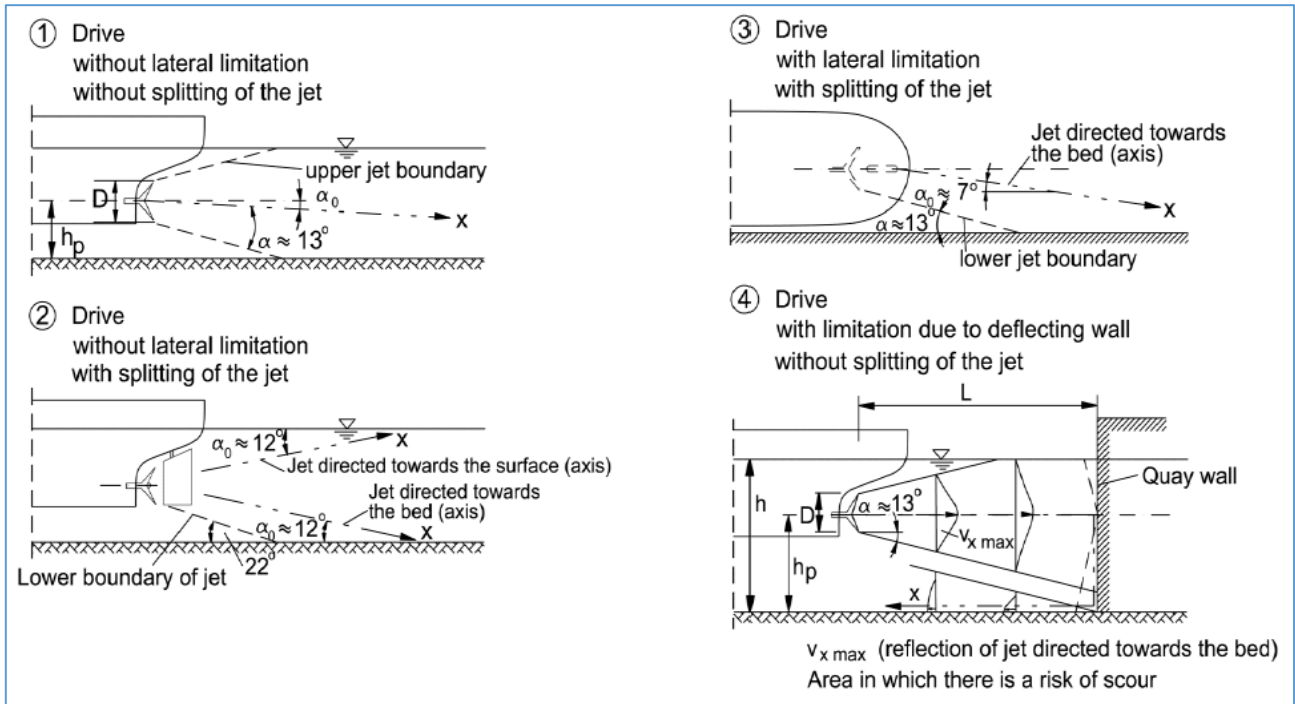 ① Drive
without lateral limitation
without splitting of the jet
upper jet boundary
D
α₀
x
hp
α ≈ 13°
② Drive
without lateral limitation
with splitting of the jet
α₀ ≈ 12°
x
Jet directed towards the surface (axis)
Jet directed towards
the bed (axis)
α₀ ≈ 12°
x
22°
Lower boundary of jet
③ Drive
with lateral limitation
with splitting of the jet
Jet directed towards
the bed (axis)
α₀ ≈ 7°
x
α ≈ 13°
lower jet boundary
④ Drive
with limitation due to deflecting wall
without splitting of the jet
L
Quay wall
h
D
α ≈ 13°
vx max
hp
x
vx max (reflection of jet directed towards the bed)
Area in which there is a risk of scour